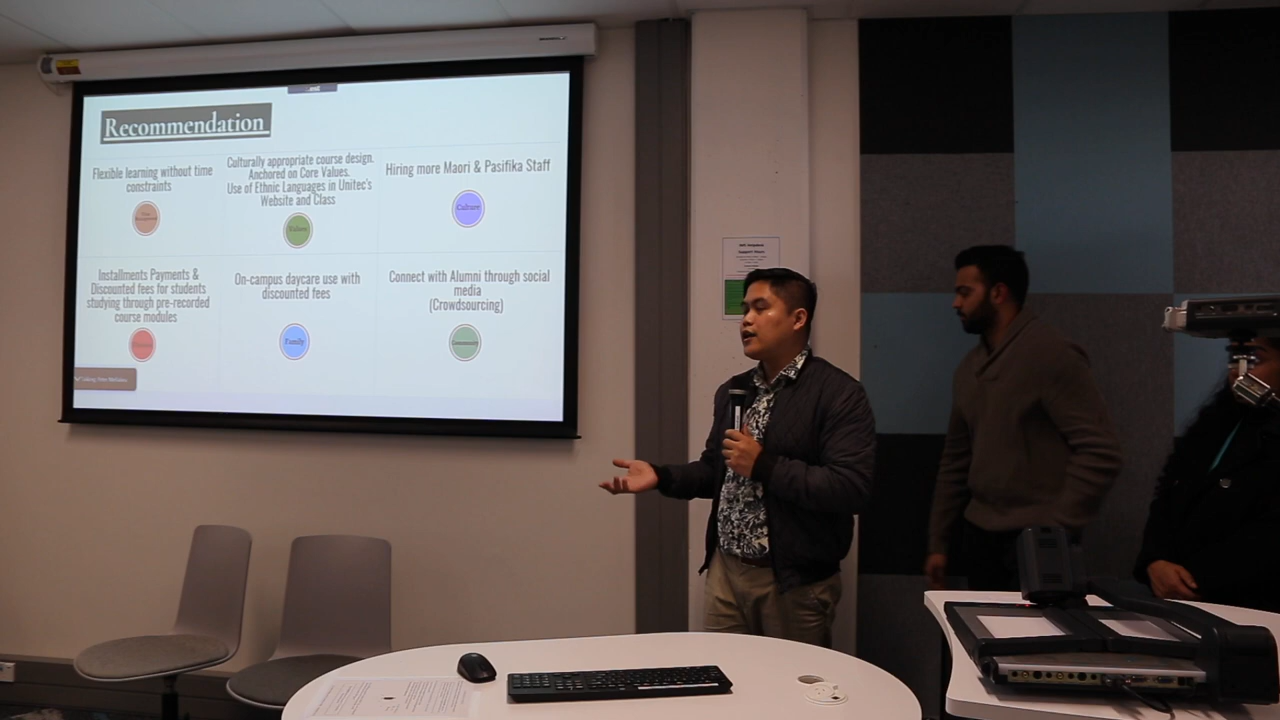 Recommendation
Flexible learning without time
constraints
Culturally appropriate course design.
Anchored on Core Values.
Use of Ethnic Languages in Unitec's
Website and Class
Values
Hiring more Maori & Pasifika Staff
Culture
Installments Payments &
Discounted fees for students
studying through pre-recorded
course modules
On-campus daycare use with
discounted fees
Family
Connect with Alumni through social
media
(Crowdsourcing)
Community